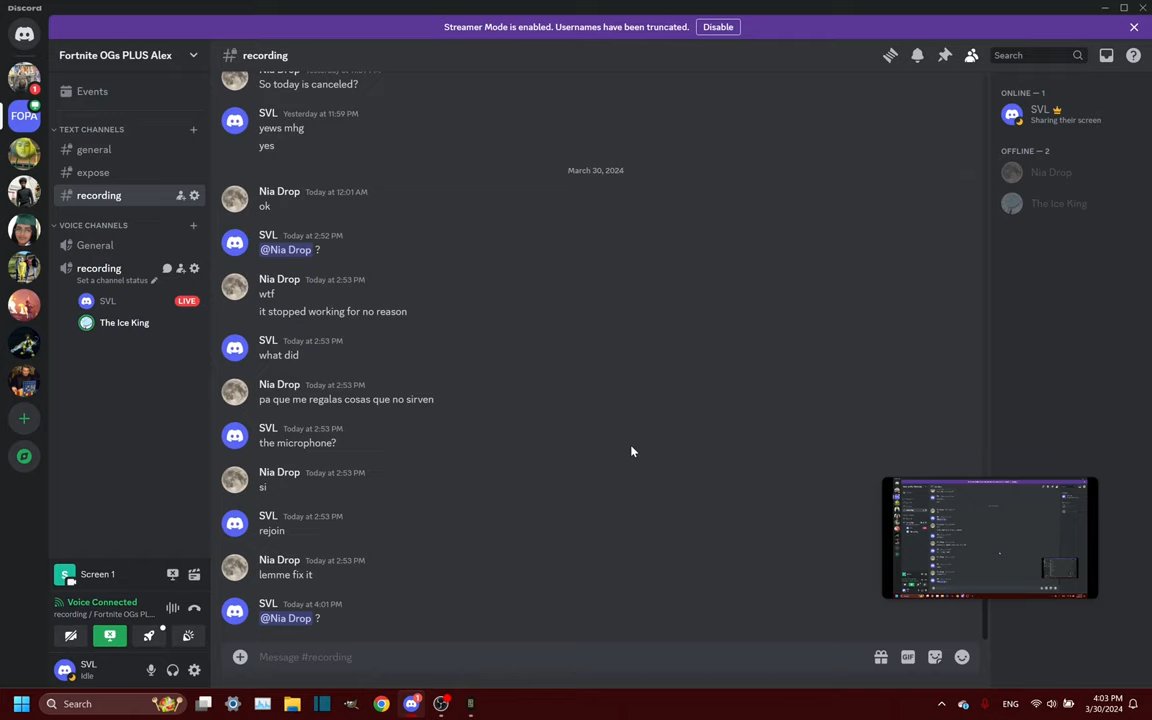 Discord
Streamer Mode is enabled. Usernames have been truncated.
Disable
Fortnite OGs PLUS Alex
recording
Search
1
FOPA
Events
TEXT CHANNELS
general
expose
recording
VOICE CHANNELS
General
recording
Set a channel status
SVL
LIVE
The Ice King
So today is canceled?
SVL Yesterday at 11:59 PM
yews mhg
yes
March 30, 2024
Nia Drop Today at 12:01 AM
ok
SVL Today at 2:52 PM
@Nia Drop ?
Nia Drop Today at 2:53 PM
wtf
it stopped working for no reason
SVL Today at 2:53 PM
what did
Nia Drop Today at 2:53 PM
pa que me regalas cosas que no sirven
SVL Today at 2:53 PM
the microphone?
Nia Drop Today at 2:53 PM
si
SVL Today at 2:53 PM
rejoin
Nia Drop Today at 2:53 PM
lemme fix it
SVL Today at 4:01 PM
@Nia Drop ?
Message #recording
GIF
ONLINE — 1
SVL
Sharing their screen
OFFLINE — 2
Nia Drop
The Ice King
S
Screen 1
Voice Connected
recording / Fortnite OGs PL...
SVL
Idle
Search
1
ENG
4:03 PM
3/30/2024